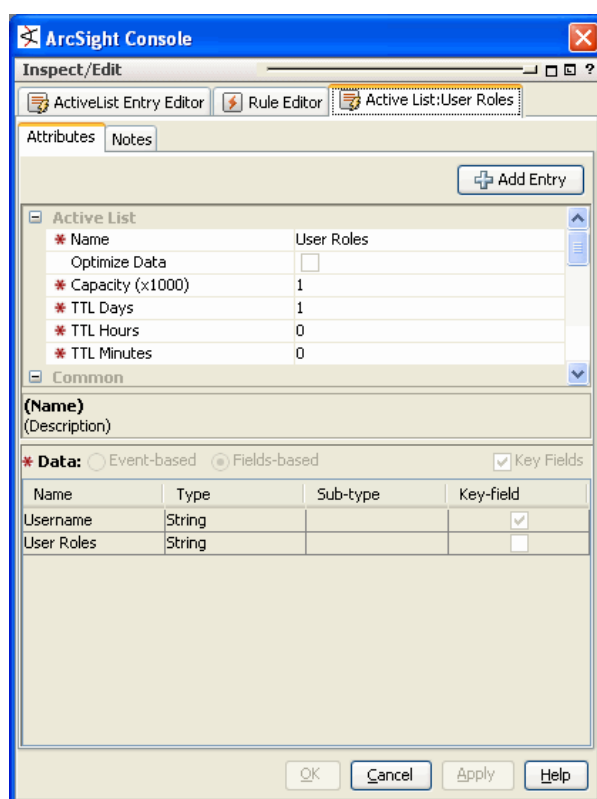 ArcSight Console
Inspect/Edit ?
ActiveList Entry Editor Rule Editor Active List:User Roles
Attributes Notes
Add Entry
Active List
* Name User Roles
Optimize Data
* Capacity (x1000) 1
* TTL Days 1
* TTL Hours 0
* TTL Minutes 0
Common
(Name)
(Description)
* Data: Event-based Fields-based Key Fields
Name Type Sub-type Key-field
Username String
User Roles String
OK Cancel Apply Help